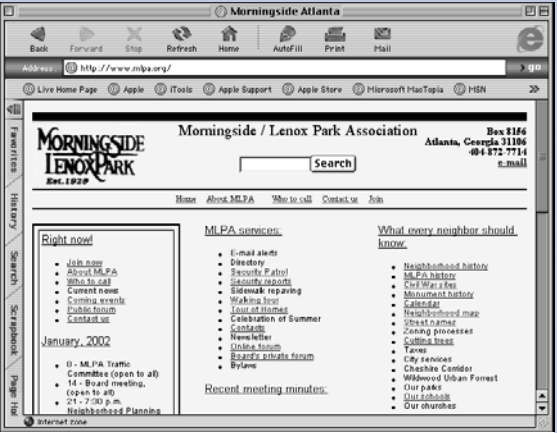 Morningside Atlanta
Back Forward Stop Refresh Home AutoFill Print Mail
Address: http://www.mlpa.org/ go
Live Home Page Apple iTools Apple Support Apple Store Microsoft MacTopia MSN
Favorites
History
Search
Scrapbook
Page Hol
MORNINGSIDE
LENOXPARK
Est.1929
Morningside / Lenox Park Association
Search
Box 8156
Atlanta, Georgia 31106
404-872-7714
e-mail
Home About MLPA Who to call Contact us Join
Right now!
Join now
About MLPA
Who to call
Current news
Coming events
Public forum
Contact us
January, 2002
8 - MLPA Traffic
Committee (open to all)
14 - Board meeting,
(open to all)
21 - 7:30 p.m.
Neighborhood Planning
MLPA services:
E-mail alerts
Directory
Security Patrol
Security reports
Sidewalk repaving
Walking tour
Tour of Homes
Celebration of Summer
Contacts
Newsletter
Online forum
Board's private forum
Bylaws
Recent meeting minutes:
What every neighbor should
know:
Neighborhood history
MLPA history
Civil War sites
Monument history
Calendar
Neighborhood map
Street names
Zoning processes
Cutting trees
Taxes
City services
Cheshire Corridor
Wildwood Urban Forrest
Our parks
Our schools
Our churches
Internet zone